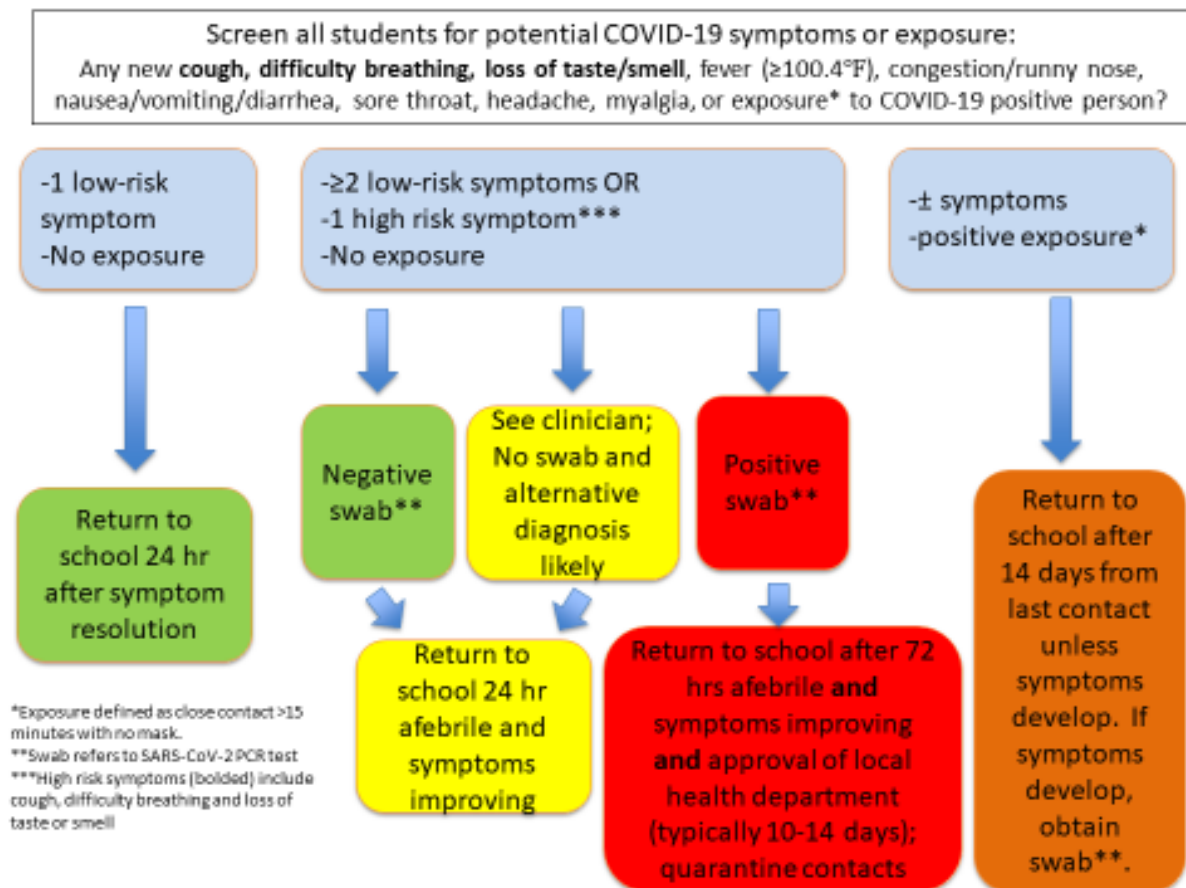 Screen all students for potential COVID-19 symptoms or exposure:
Any new cough, difficulty breathing, loss of taste/smell, fever (≥100.4°F), congestion/runny nose,
nausea/vomiting/diarrhea, sore throat, headache, myalgia, or exposure* to COVID-19 positive person?
-1 low-risk
symptom
-No exposure
-≥2 low-risk symptoms OR
-1 high risk symptom***
-No exposure
-± symptoms
-positive exposure*
Negative
swab**
See clinician;
No swab and
alternative
diagnosis
likely
Positive
swab**
Return to
school 24 hr
after symptom
resolution
Return to
school 24 hr
afebrile and
symptoms
improving
Return to school after 72
hrs afebrile and
symptoms improving
and approval of local
health department
(typically 10-14 days);
quarantine contacts
Return to
school after
14 days from
last contact
unless
symptoms
develop. If
symptoms
develop,
obtain
swab**.
*Exposure defined as close contact >15
minutes with no mask.
**Swab refers to SARS-CoV-2 PCR test
***High risk symptoms (bolded) include
cough, difficulty breathing and loss of
taste or smell